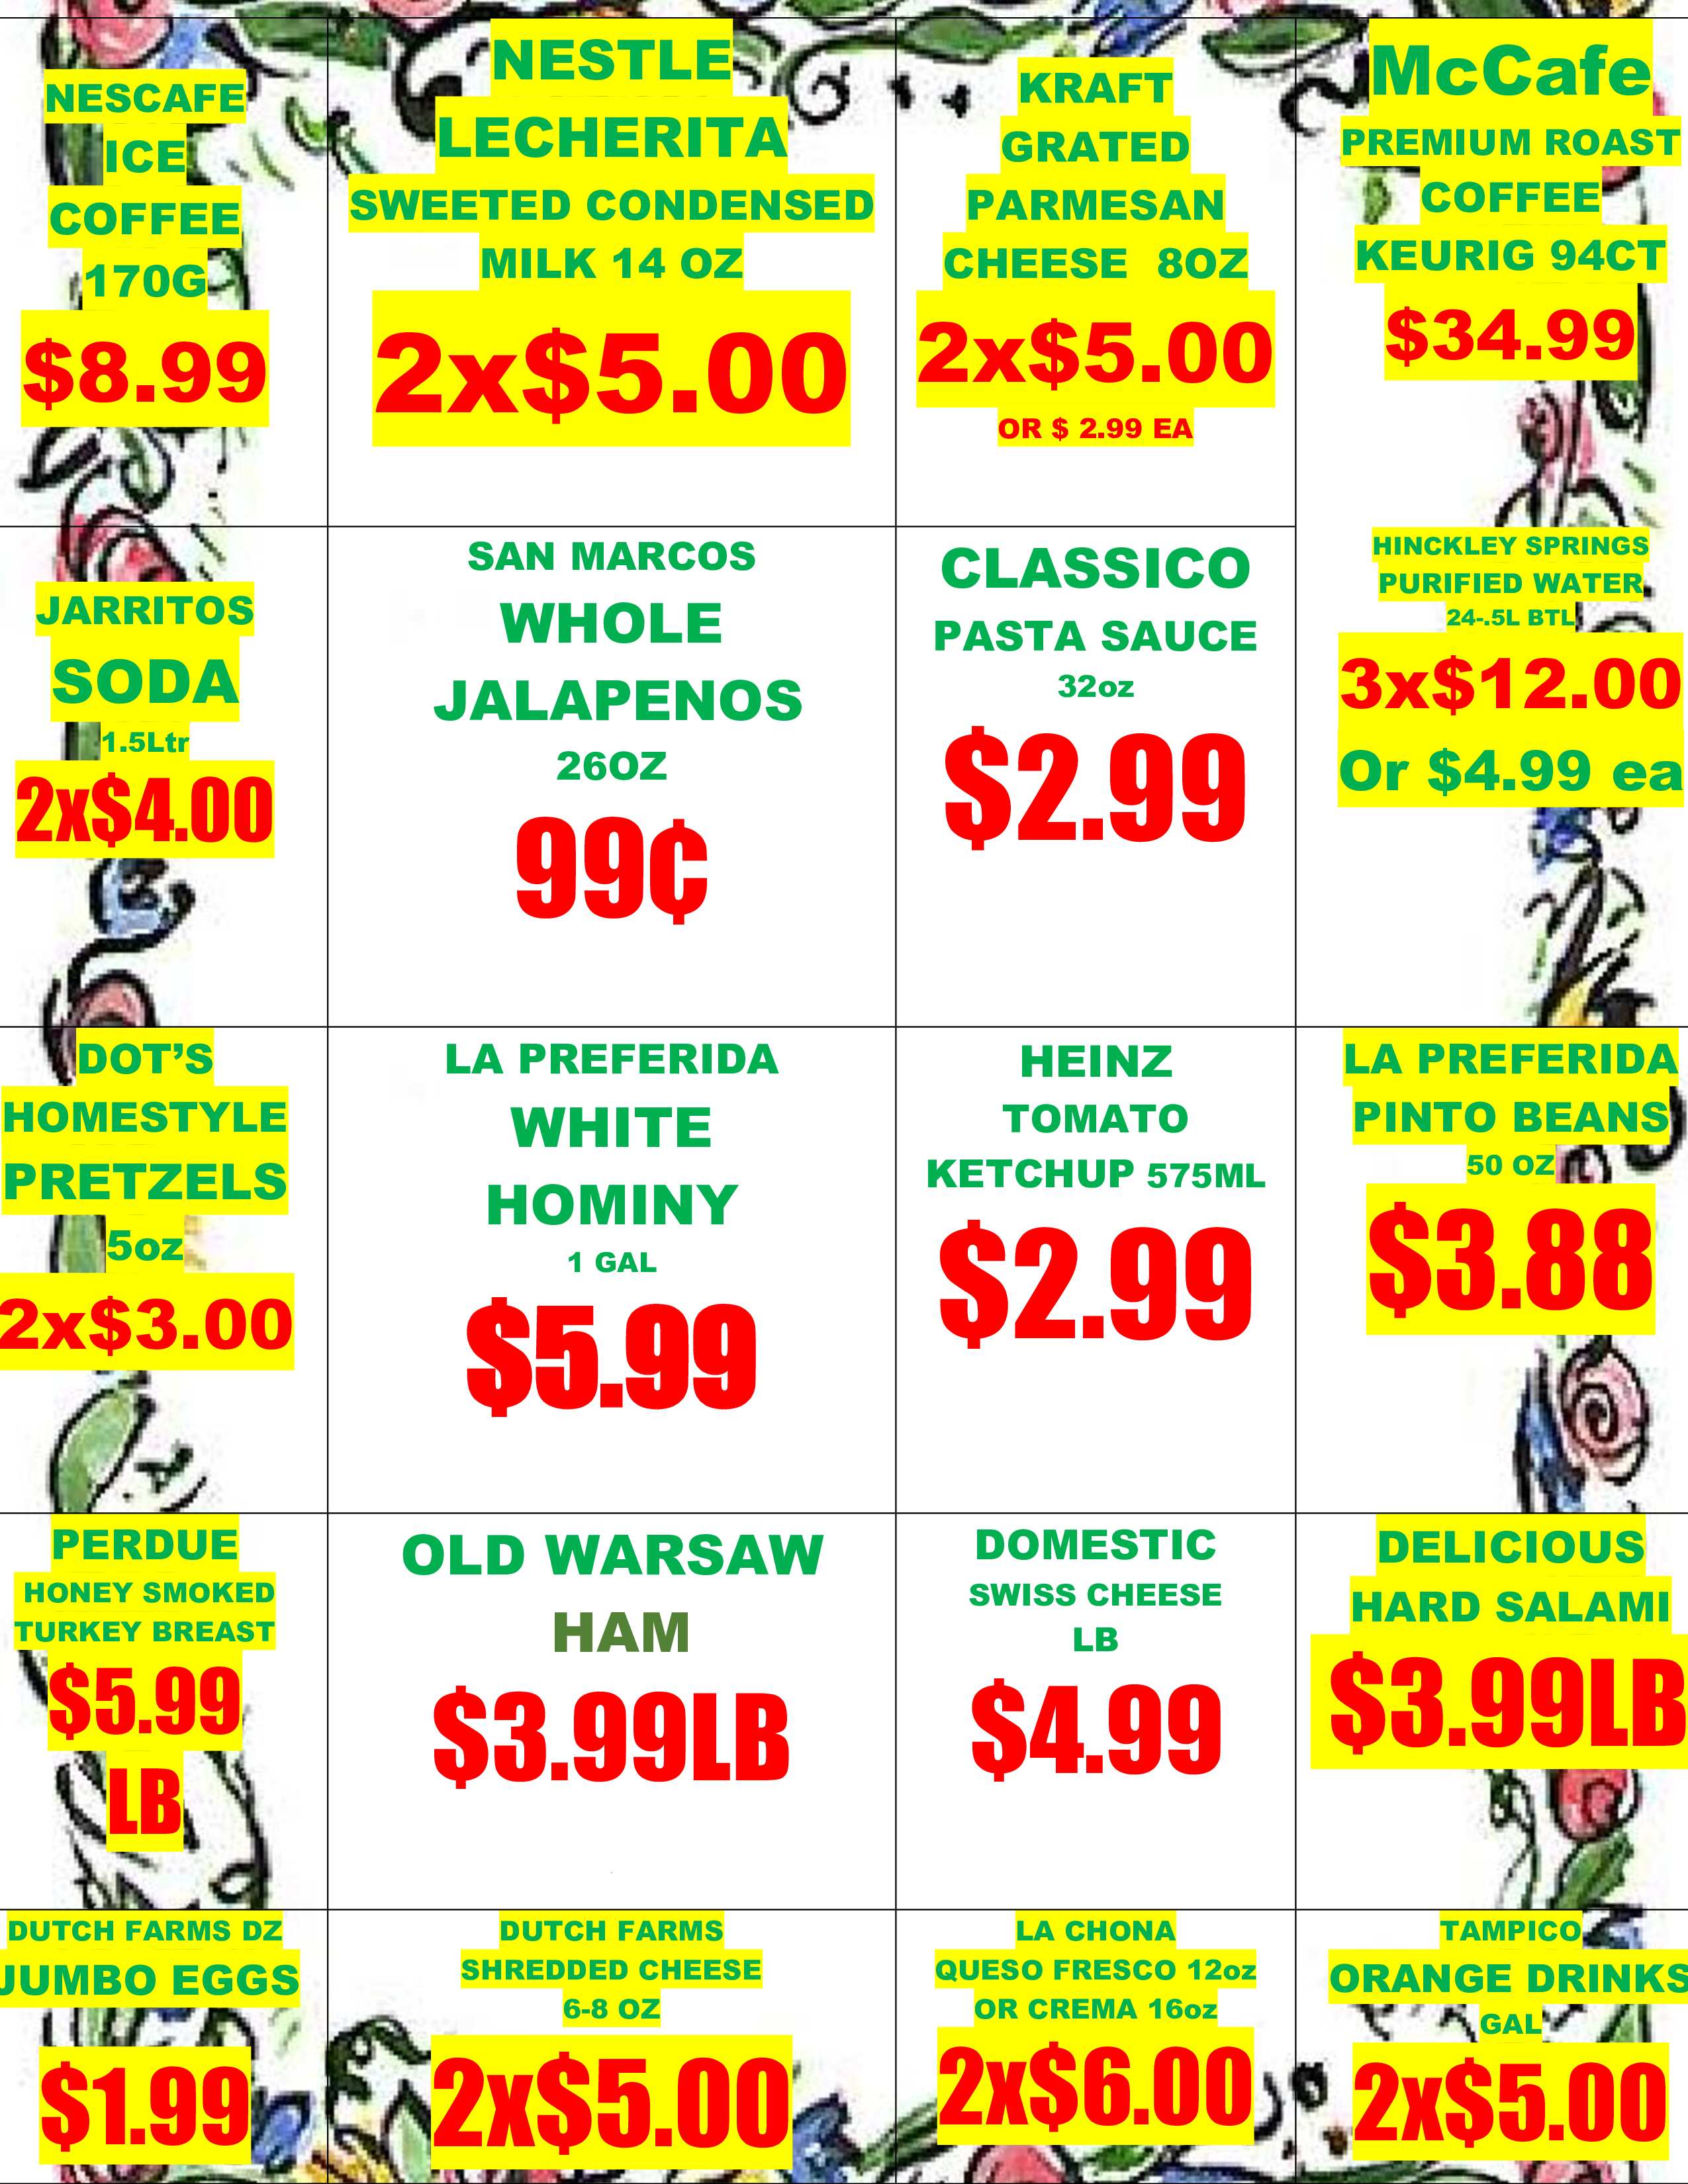 NESCAFE
ICE
COFFEE
170G
$8.99
NESTLE
LECHERITA
SWEETED CONDENSED
MILK 14 OZ
2x$5.00
KRAFT
GRATED
PARMESAN
CHEESE 8OZ
2x$5.00
OR $ 2.99 EA
McCafe
PREMIUM ROAST
COFFEE
KEURIG 94CT
$34.99
JARRITOS
SODA
1.5Ltr
2x$4.00
SAN MARCOS
WHOLE
JALAPENOS
26OZ
99¢
CLASSICO
PASTA SAUCE
32oz
$2.99
HINCKLEY SPRINGS
PURIFIED WATER
24-.5L BTL
3x$12.00
Or $4.99 ea
DOT’S
HOMESTYLE
PRETZELS
5oz
2x$3.00
LA PREFERIDA
WHITE
HOMINY
1 GAL
$5.99
HEINZ
TOMATO
KETCHUP 575ML
$2.99
LA PREFERIDA
PINTO BEANS
50 OZ
$3.88
PERDUE
HONEY SMOKED
TURKEY BREAST
$5.99
LB
OLD WARSAW
HAM
$3.99LB
DOMESTIC
SWISS CHEESE
LB
$4.99
DELICIOUS
HARD SALAMI
$3.99LB
DUTCH FARMS DZ
JUMBO EGGS
$1.99
DUTCH FARMS
SHREDDED CHEESE
6-8 OZ
2x$5.00
LA CHONA
QUESO FRESCO 12oz
OR CREMA 16oz
2x$6.00
TAMPICO
ORANGE DRINKS
GAL
2x$5.00